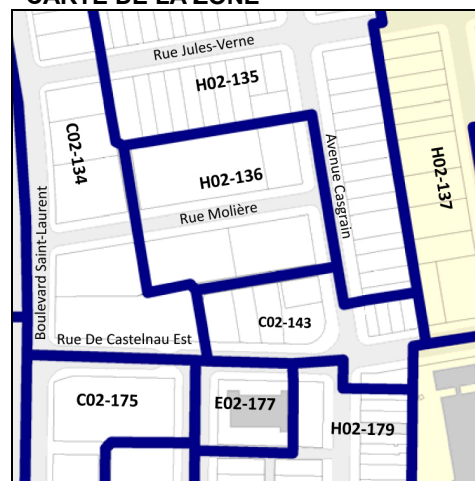 CARTE DE LA ZONE
Rue Jules-Verne
H02-135
C02-134
H02-136
Avenue Casgrain
H02-137
Rue Molière
Boulevard Saint-Laurent
C02-143
Rue De Castelnau Est
C02-175
E02-177
H02-179